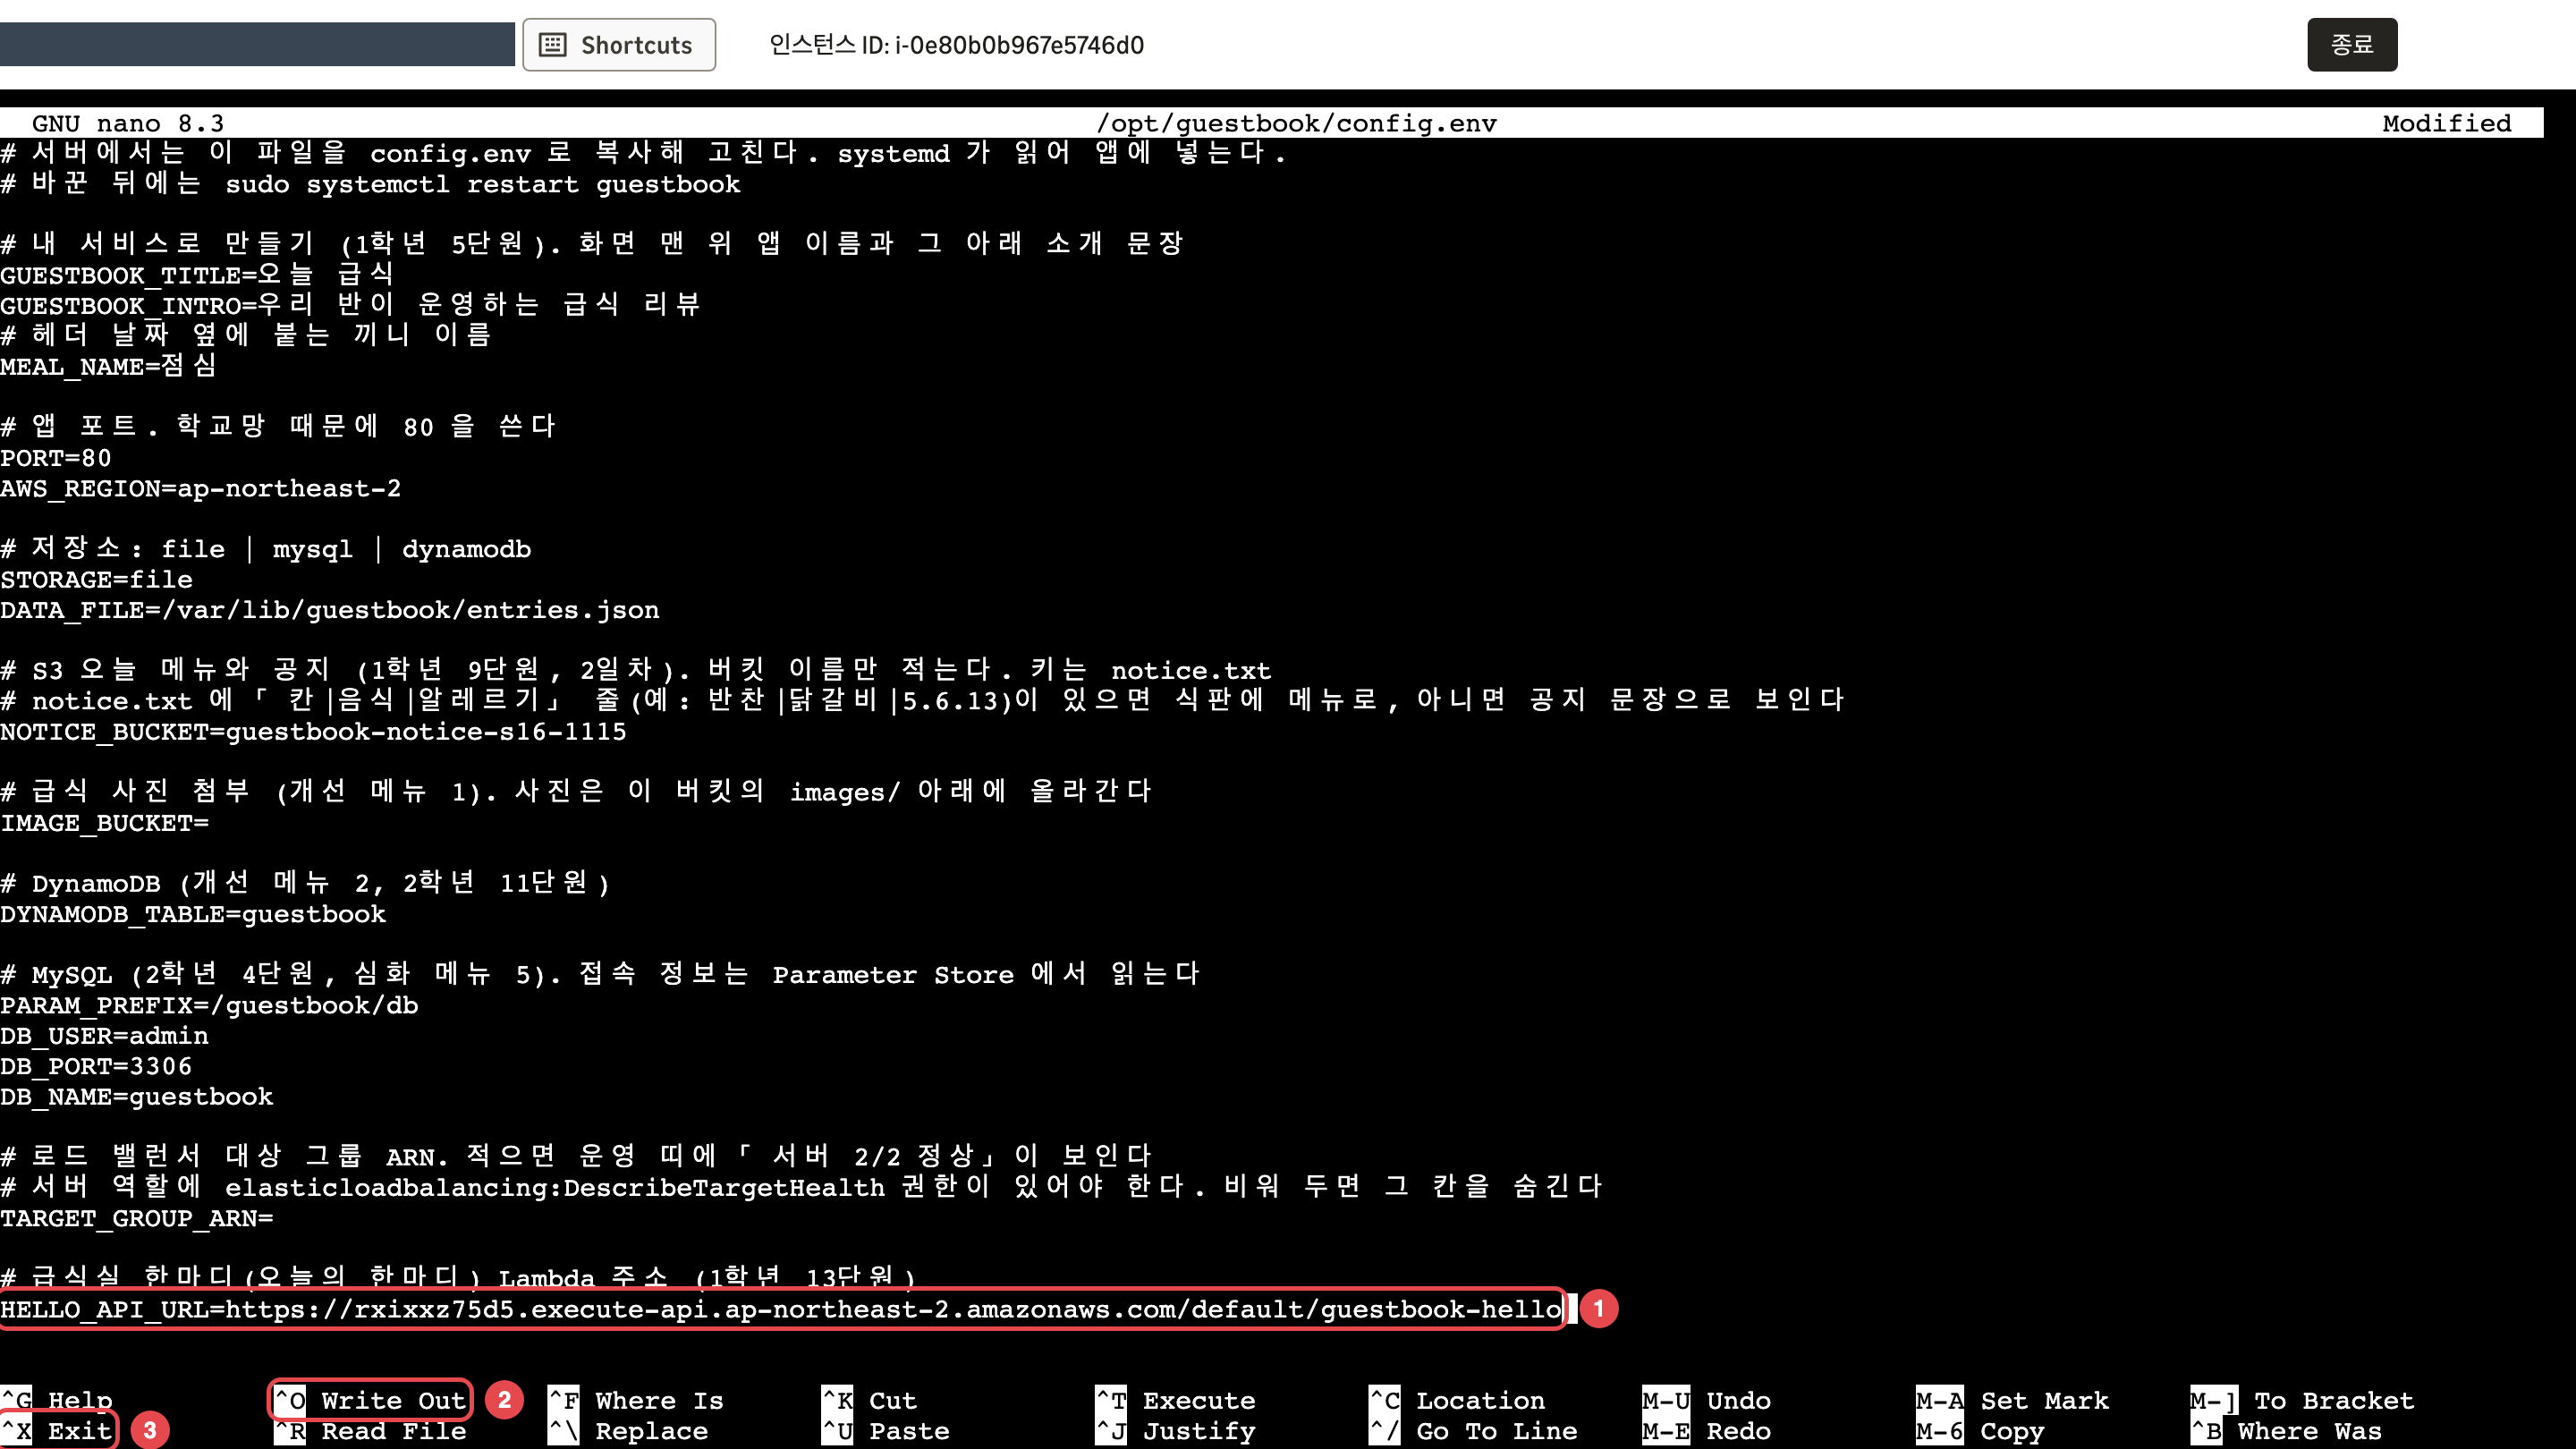 Shortcuts
인스턴스 ID: i-0e80b0b967e5746d0
종료
GNU nano 8.3 /opt/guestbook/config.env Modified
# 서버에서는 이 파일을 config.env 로 복사해 고친다. systemd 가 읽어 앱에 넣는다.
# 바꾼 뒤에는 sudo systemctl restart guestbook
# 내 서비스로 만들기 (1학년 5단원). 화면 맨 위 앱 이름과 그 아래 소개 문장
GUESTBOOK_TITLE=오늘 급식
GUESTBOOK_INTRO=우리 반이 운영하는 급식 리뷰
# 헤더 날짜 옆에 붙는 끼니 이름
MEAL_NAME=점심
# 앱 포트. 학교망 때문에 80 을 쓴다
PORT=80
AWS_REGION=ap-northeast-2
# 저장소: file | mysql | dynamodb
STORAGE=file
DATA_FILE=/var/lib/guestbook/entries.json
# S3 오늘 메뉴와 공지 (1학년 9단원, 2일차). 버킷 이름만 적는다. 키는 notice.txt
# notice.txt 에「 칸|음식|알레르기」 줄(예: 반찬|닭갈비|5.6.13)이 있으면 식판에 메뉴로, 아니면 공지 문장으로 보인다
NOTICE_BUCKET=guestbook-notice-s16-1115
# 급식 사진 첨부 (개선 메뉴 1). 사진은 이 버킷의 images/ 아래에 올라간다
IMAGE_BUCKET=
# DynamoDB (개선 메뉴 2, 2학년 11단원)
DYNAMODB_TABLE=guestbook
# MySQL (2학년 4단원, 심화 메뉴 5). 접속 정보는 Parameter Store 에서 읽는다
PARAM_PREFIX=/guestbook/db
DB_USER=admin
DB_PORT=3306
DB_NAME=guestbook
# 로드 밸런서 대상 그룹 ARN. 적으면 운영 띠에「 서버 2/2 정상」이 보인다
# 서버 역할에 elasticloadbalancing:DescribeTargetHealth 권한이 있어야 한다. 비워 두면 그 칸을 숨긴다
TARGET_GROUP_ARN=
# 급식실 한마디(오늘의 한마디) Lambda 주소 (1학년 13단원)
HELLO_API_URL=https://rxixxz75d5.execute-api.ap-northeast-2.amazonaws.com/default/guestbook-hello 1
^G Help ^O Write Out 2 ^F Where Is ^K Cut ^T Execute ^C Location M-U Undo M-A Set Mark M-] To Bracket
^X Exit 3 ^R Read File ^\ Replace ^U Paste ^J Justify ^/ Go To Line M-E Redo M-6 Copy ^B Where Was